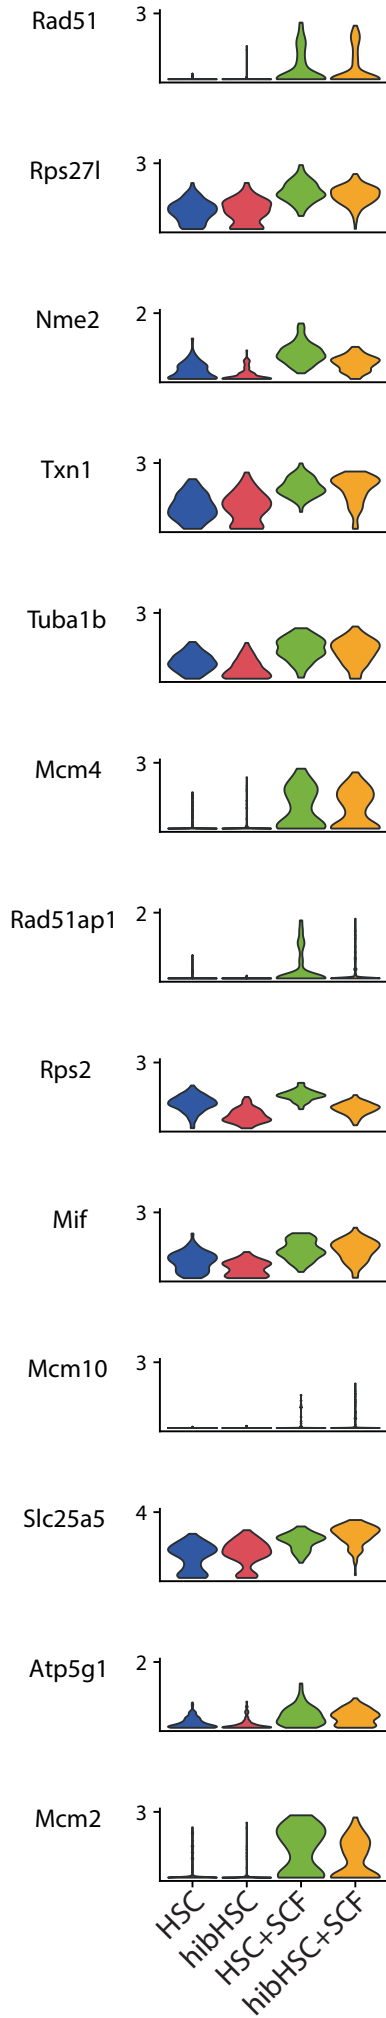 Rad51 3
Rps27l 3
Nme2 2
Txn1 3
Tuba1b 3
Mcm4 3
Rad51ap1 2
Rps2 3
Mif 3
Mcm10 3
Slc25a5 4
Atp5g1 2
Mcm2 3
HSC
hibHSC
HSC+SCF
hibHSC+SCF